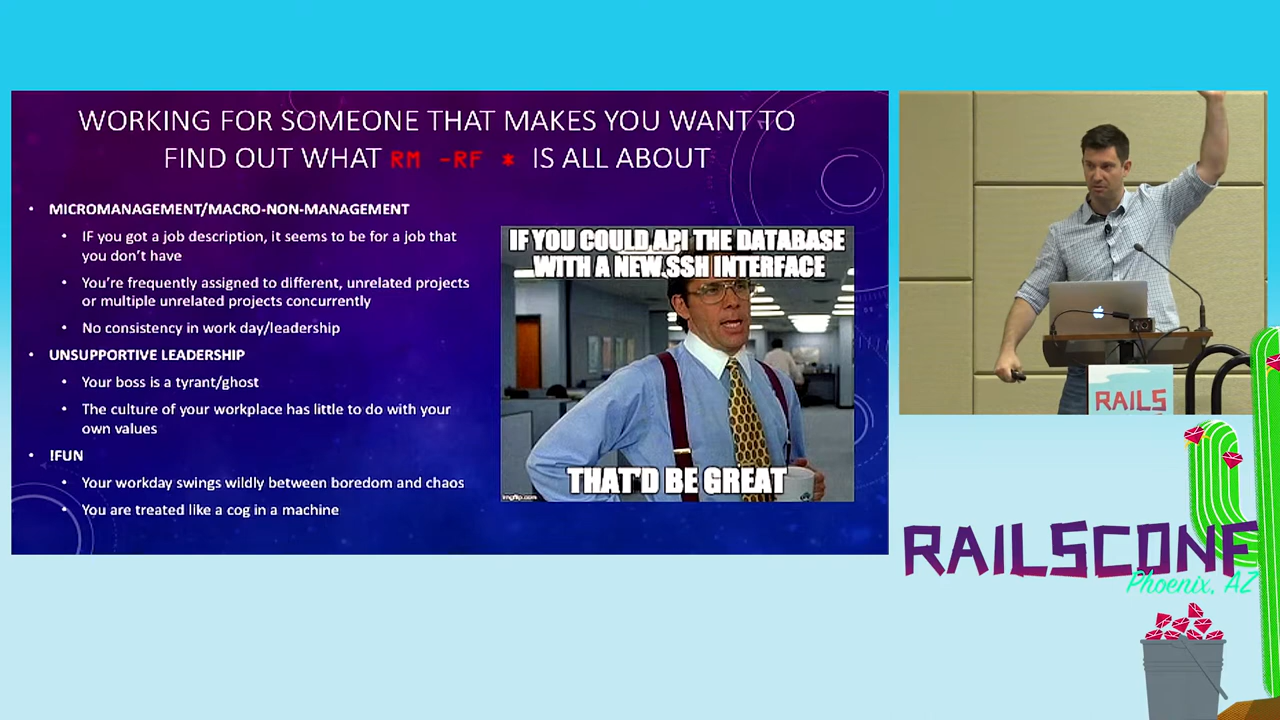 WORKING FOR SOMEONE THAT MAKES YOU WANT TO
FIND OUT WHAT RM -RF * IS ALL ABOUT
• MICROMANAGEMENT/MACRO-NON-MANAGEMENT
• IF you got a job description, it seems to be for a job that
you don't have
• You're frequently assigned to different, unrelated projects
or multiple unrelated projects concurrently
• No consistency in work day/leadership
• UNSUPPORTIVE LEADERSHIP
• Your boss is a tyrant/ghost
• The culture of your workplace has little to do with your
own values
• !FUN
• Your workday swings wildly between boredom and chaos
• You are treated like a cog in a machine
IF YOU COULD API THE DATABASE
WITH A NEW SSH INTERFACE
THAT'D BE GREAT
imgflip.com
RAILS
RAILSCONF
Phoenix, AZ